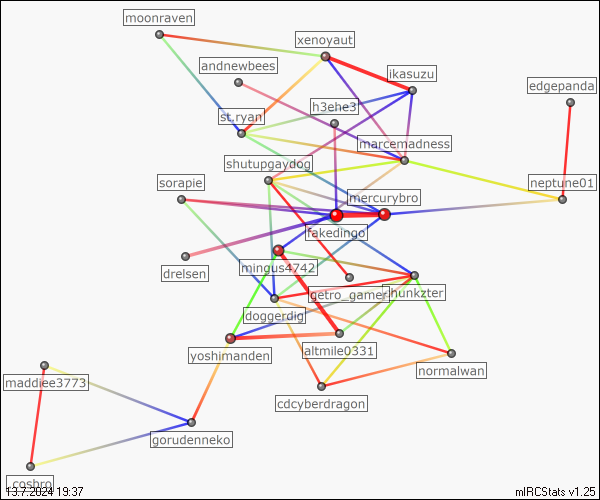 moonraven
xenoyaut
andnewbees
ikasuzu
edgepanda
h3ehe3
st.ryan
marcemadness
shutupgaydog
sorapie
mercurybro
neptune01
fakedingo
drelsen
mingus4742
getro_gamer
hunkzter
doggerdig
yoshimanden
altmile0331
normalwan
maddiee3773
cdcyberdragon
gorudenneko
cosbro
13.7.2024 19:37
mIRCStats v1.25